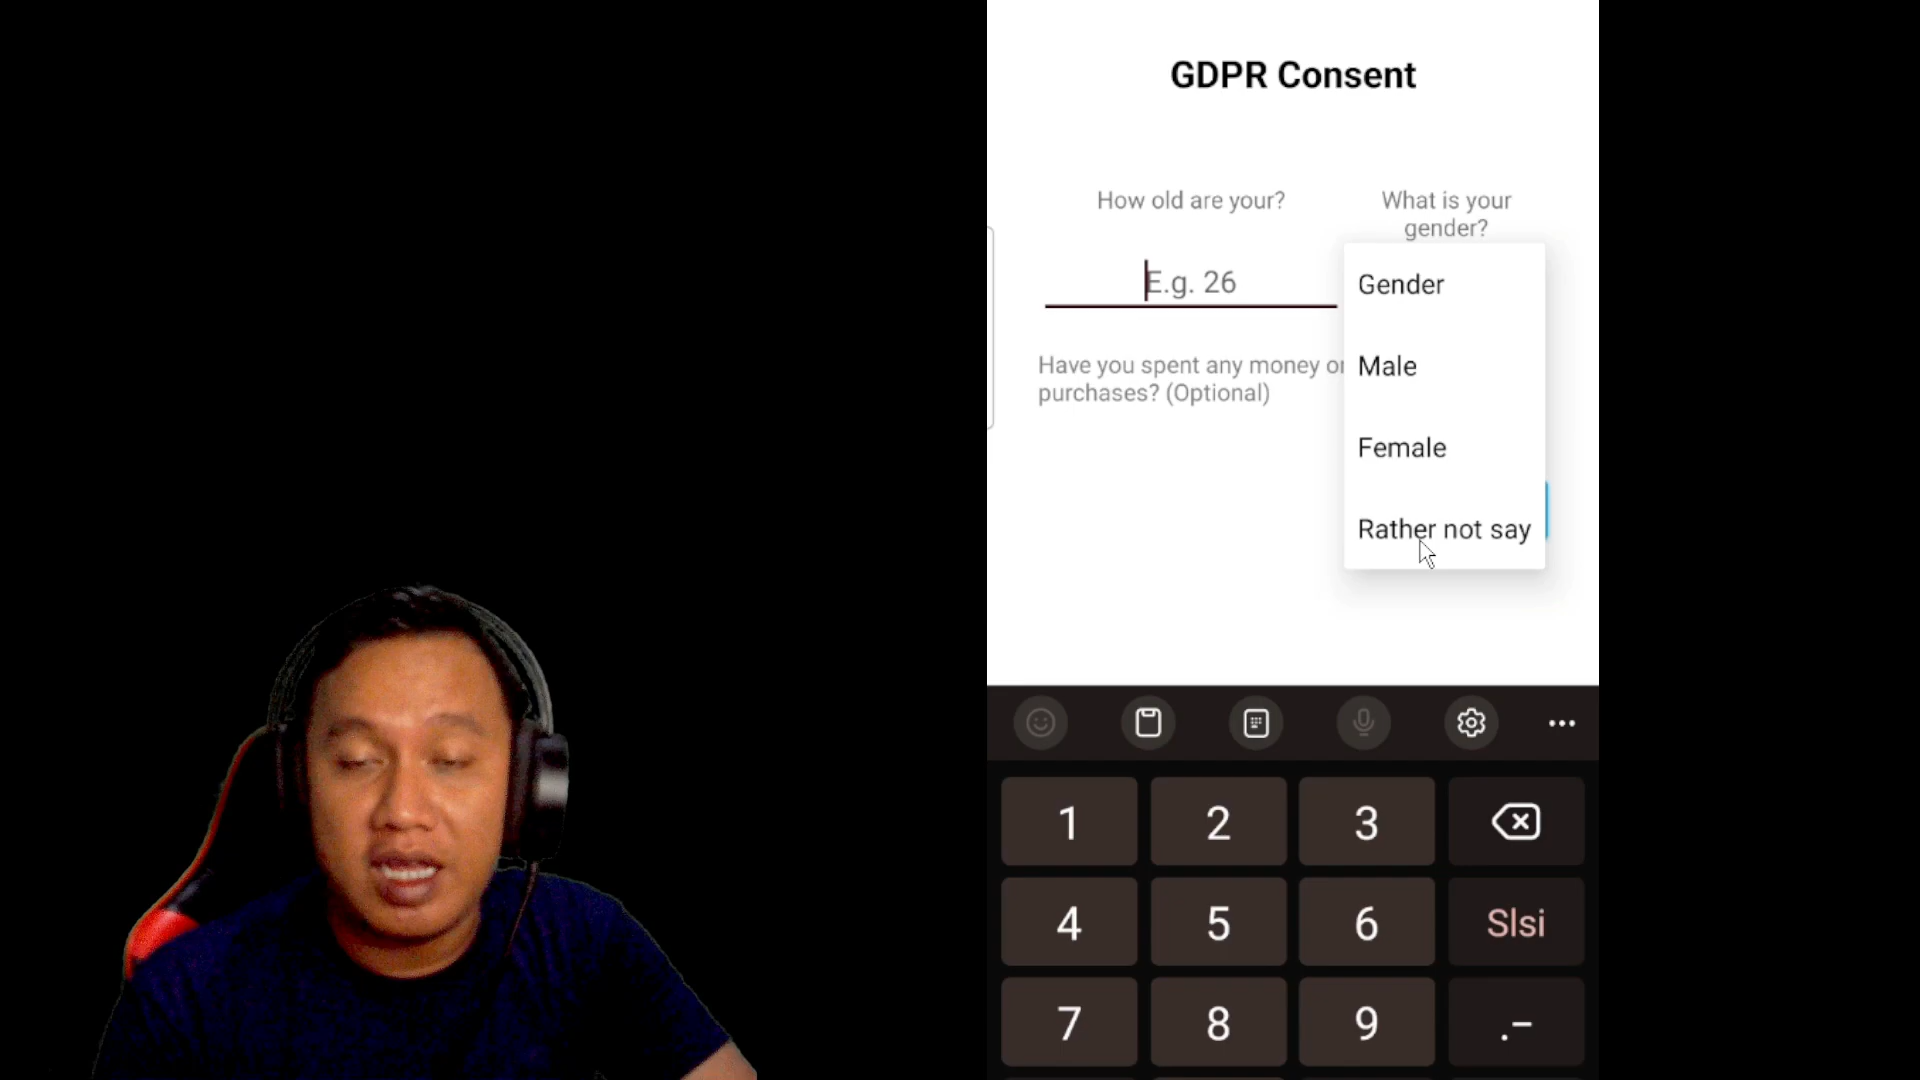 GDPR Consent
How old are your?
What is your
gender?
E.g. 26
Gender
Have you spent any money
purchases? (Optional)
Male
Female
Rather not say
1 2 3
4 5 6 Slsi
7 8 9 .-